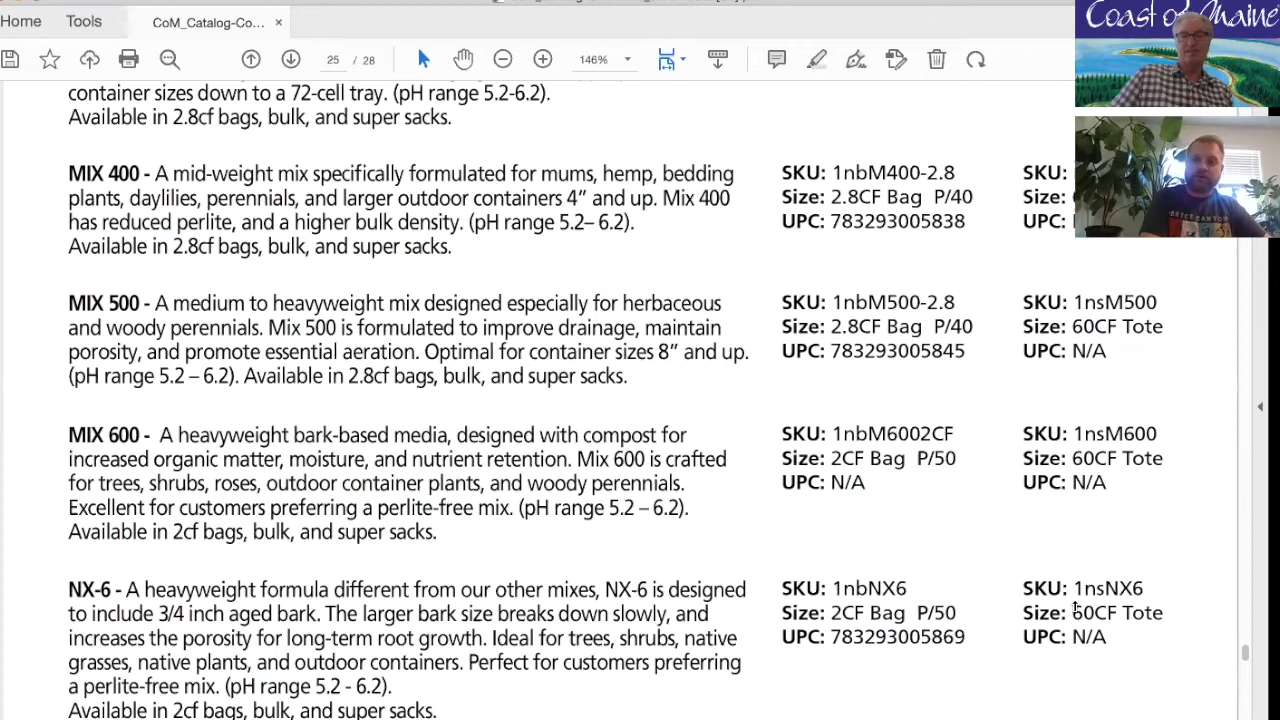 Home Tools CoM_Catalog-Co... ×
25 / 28 146%
Coast of Maine
container sizes down to a 72-cell tray. (pH range 5.2-6.2).
Available in 2.8cf bags, bulk, and super sacks.
MIX 400 - A mid-weight mix specifically formulated for mums, hemp, bedding
plants, daylilies, perennials, and larger outdoor containers 4” and up. Mix 400
has reduced perlite, and a higher bulk density. (pH range 5.2– 6.2).
Available in 2.8cf bags, bulk, and super sacks.
SKU: 1nbM400-2.8
Size: 2.8CF Bag P/40
UPC: 783293005838
SKU:
Size:
UPC:
MIX 500 - A medium to heavyweight mix designed especially for herbaceous
and woody perennials. Mix 500 is formulated to improve drainage, maintain
porosity, and promote essential aeration. Optimal for container sizes 8” and up.
(pH range 5.2 – 6.2). Available in 2.8cf bags, bulk, and super sacks.
SKU: 1nbM500-2.8
Size: 2.8CF Bag P/40
UPC: 783293005845
SKU: 1nsM500
Size: 60CF Tote
UPC: N/A
MIX 600 - A heavyweight bark-based media, designed with compost for
increased organic matter, moisture, and nutrient retention. Mix 600 is crafted
for trees, shrubs, roses, outdoor container plants, and woody perennials.
Excellent for customers preferring a perlite-free mix. (pH range 5.2 – 6.2).
Available in 2cf bags, bulk, and super sacks.
SKU: 1nbM6002CF
Size: 2CF Bag P/50
UPC: N/A
SKU: 1nsM600
Size: 60CF Tote
UPC: N/A
NX-6 - A heavyweight formula different from our other mixes, NX-6 is designed
to include 3/4 inch aged bark. The larger bark size breaks down slowly, and
increases the porosity for long-term root growth. Ideal for trees, shrubs, native
grasses, native plants, and outdoor containers. Perfect for customers preferring
a perlite-free mix. (pH range 5.2 - 6.2).
Available in 2cf bags, bulk, and super sacks.
SKU: 1nbNX6
Size: 2CF Bag P/50
UPC: 783293005869
SKU: 1nsNX6
Size: 60CF Tote
UPC: N/A